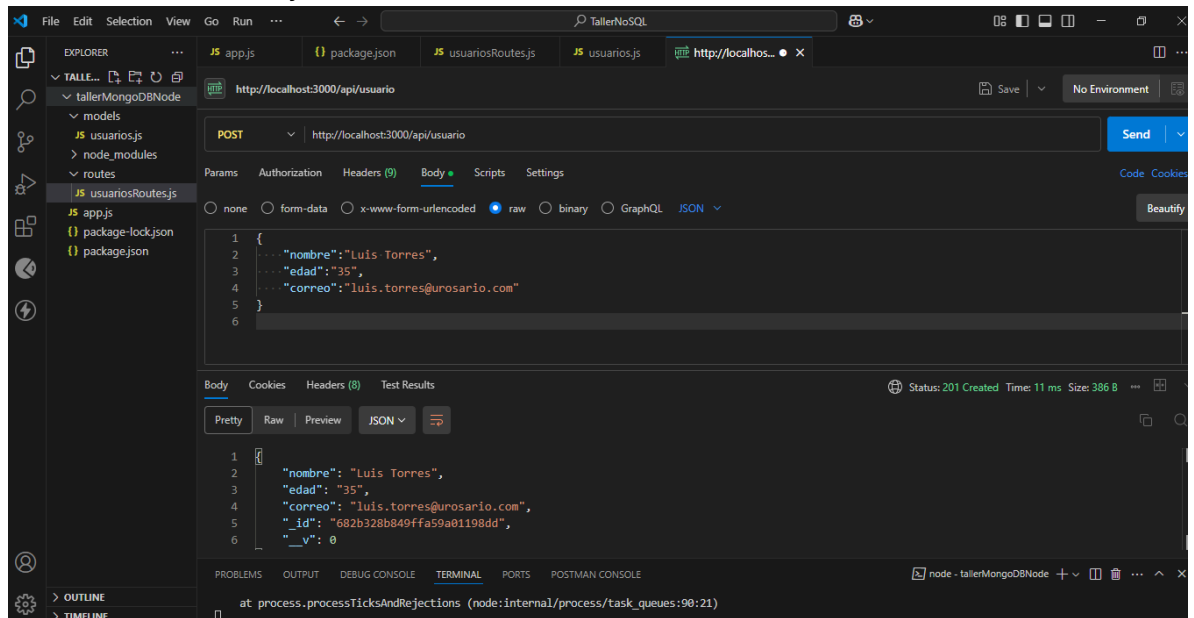 File Edit Selection View Go Run ··· ← → TallerNoSQL
EXPLORER ···
JS app.js {} package.json JS usuariosRoutes.js JS usuarios.js HTTP http://localhos... ● ×
TALLE...
tallerMongoDBNode
models
JS usuarios.js
node_modules
routes
JS usuariosRoutes.js
JS app.js
{} package-lock.json
{} package.json
OUTLINE
TIMELINE
HTTP http://localhost:3000/api/usuario Save No Environment
POST http://localhost:3000/api/usuario Send
Params Authorization Headers (9) Body ● Scripts Settings Code Cookies
none form-data x-www-form-urlencoded raw binary GraphQL JSON Beautify
1 {
2 "nombre":"Luis Torres",
3 "edad":"35",
4 "correo":"luis.torres@urosario.com"
5 }
6
Body Cookies Headers (8) Test Results Status: 201 Created Time: 11 ms Size: 386 B
Pretty Raw Preview JSON
1 {
2 "nombre": "Luis Torres",
3 "edad": "35",
4 "correo": "luis.torres@urosario.com",
5 "_id": "682b328b849ffa59a01198dd",
6 "__v": 0
PROBLEMS OUTPUT DEBUG CONSOLE TERMINAL PORTS POSTMAN CONSOLE node - tallerMongoDBNode
at process.processTicksAndRejections (node:internal/process/task_queues:90:21)